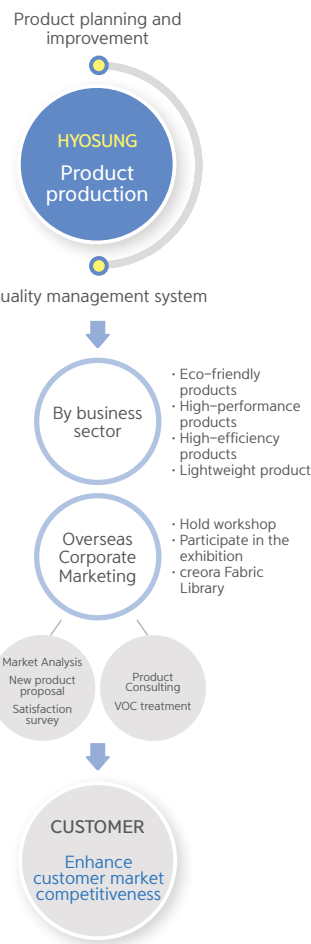 Product planning and
improvement
HYOSUNG
Product
production
uality management system
By business
sector
· Eco-friendly
products
· High-performance
products
· High-efficiency
products
· Lightweight product
Overseas
Corporate
Marketing
· Hold workshop
· Participate in the
exhibition
· creora Fabric
Library
Market Analysis
New product
proposal
Satisfaction
survey
Product
Consulting
VOC treatment
CUSTOMER
Enhance
customer market
competitiveness